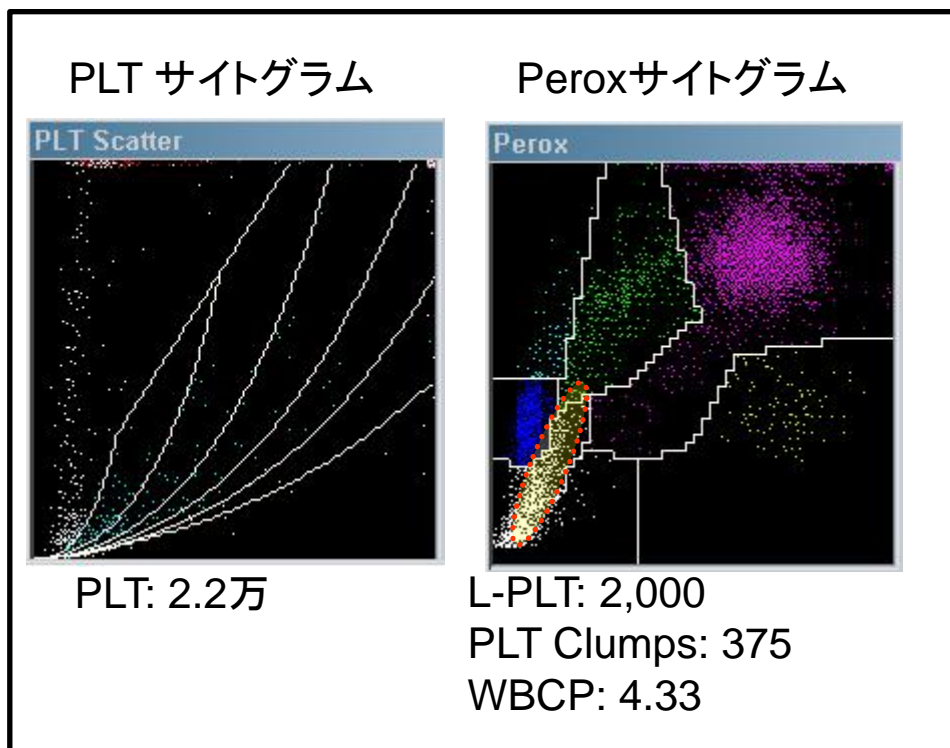 PLT サイトグラム
Peroxサイトグラム
PLT Scatter
Perox
PLT: 2.2万
L-PLT: 2,000
PLT Clumps: 375
WBCP: 4.33